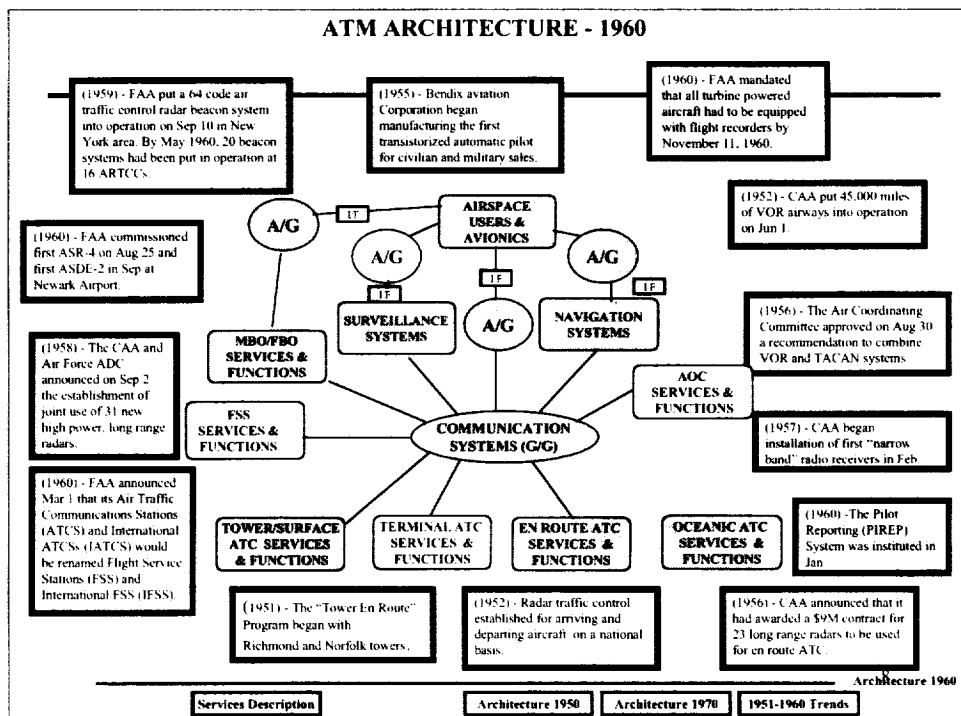 ATM ARCHITECTURE - 1960
(1959) - FAA put a 64 code air
traffic control radar beacon system
into operation on Sep 10 in New
York area. By May 1960, 20 beacon
systems had been put in operation at
16 ARTCCs.
(1955) - Bendix aviation
Corporation began
manufacturing the first
transistorized automatic pilot
for civilian and military sales.
(1960) - FAA mandated
that all turbine powered
aircraft had to be equipped
with flight recorders by
November 11, 1960.
(1952) - CAA put 45,000 miles
of VOR airways into operation
on Jun 1.
(1960) - FAA commissioned
first ASR-4 on Aug 25 and
first ASDE-2 in Sep at
Newark Airport.
A/G
I F
AIRSPACE
USERS &
AVIONICS
A/G
I F
A/G
I F
A/G
I F
SURVEILLANCE
SYSTEMS
NAVIGATION
SYSTEMS
(1956) - The Air Coordinating
Committee approved on Aug 30
a recommendation to combine
VOR and TACAN systems
(1958) - The CAA and
Air Force ADC
announced on Sep 2
the establishment of
joint use of 31 new
high power, long range
radars.
MBO/FBO
SERVICES &
FUNCTIONS
AOC
SERVICES &
FUNCTIONS
FSS
SERVICES &
FUNCTIONS
COMMUNICATION
SYSTEMS (G/G)
(1957) - CAA began
installation of first "narrow
band" radio receivers in Feb.
(1960) - FAA announced
Mar 1 that its Air Traffic
Communications Stations
(ATCS) and International
ATCSs (IATCS) would
be renamed Flight Service
Stations (FSS) and
International FSS (IFSS).
TOWER/SURFACE
ATC SERVICES
& FUNCTIONS
TERMINAL ATC
SERVICES &
FUNCTIONS
EN ROUTE ATC
SERVICES &
FUNCTIONS
OCEANIC ATC
SERVICES &
FUNCTIONS
(1960) -The Pilot
Reporting (PIREP)
System was instituted in
Jan
(1951) - The "Tower En Route"
Program began with
Richmond and Norfolk towers.
(1952) - Radar traffic control
established for arriving and
departing aircraft on a national
basis.
(1956) - CAA announced that it
had awarded a $9M contract for
23 long range radars to be used
for en route ATC.
8
Architecture 1960
Services Description
Architecture 1950
Architecture 1970
1951-1960 Trends